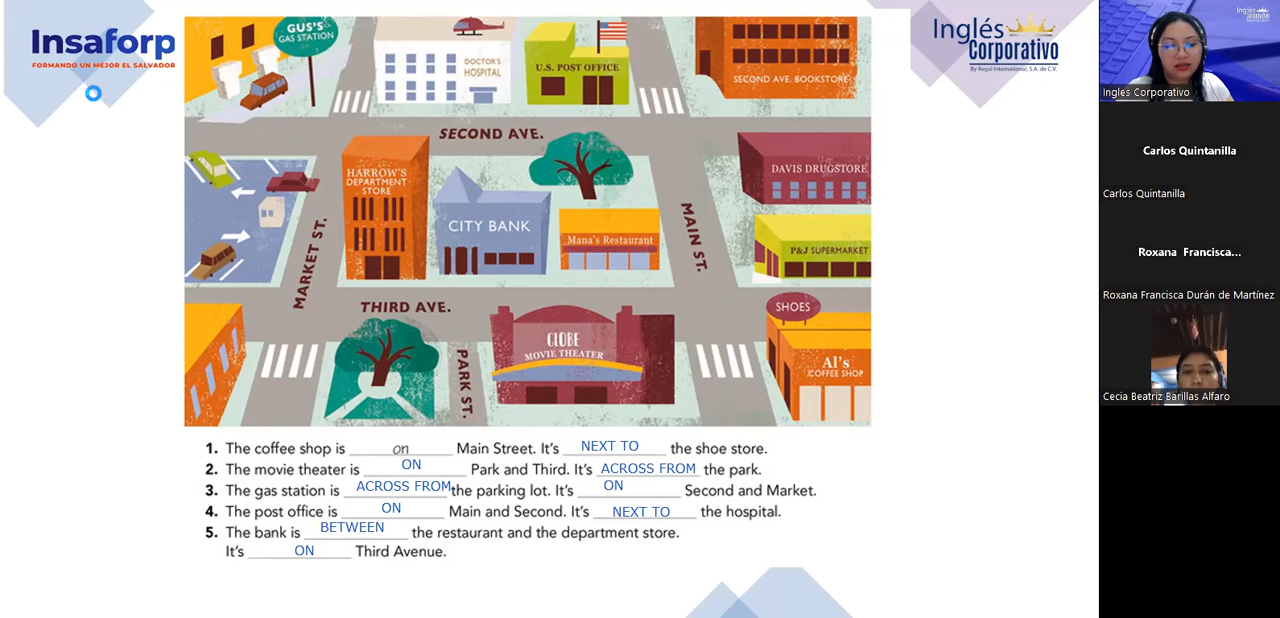 Insaforp
FORMANDO UN MEJOR EL SALVADOR
GUS'S
GAS STATION
DOCTOR'S
HOSPITAL
U.S. POST OFFICE
SECOND AVE. BOOKSTORE
Inglés
Corporativo
By Regal International, S.A. de C.V.
SECOND AVE.
HARROW'S
DEPARTMENT
STORE
CITY BANK
Mana's Restaurant
DAVIS DRUGSTORE
P&J SUPERMARKET
MARKET ST.
MAIN ST.
THIRD AVE.
PARK ST.
GLOBE
MOVIE THEATER
SHOES
Al's
COFFEE SHOP
1. The coffee shop is on Main Street. It's NEXT TO the shoe store.
2. The movie theater is ON Park and Third. It's ACROSS FROM the park.
3. The gas station is ACROSS FROM the parking lot. It's ON Second and Market.
4. The post office is ON Main and Second. It's NEXT TO the hospital.
5. The bank is BETWEEN the restaurant and the department store.
It's ON Third Avenue.
Ingles Corporativo
Carlos Quintanilla
Carlos Quintanilla
Roxana Francisca...
Roxana Francisca Durán de Martínez
Cecia Beatriz Barillas Alfaro